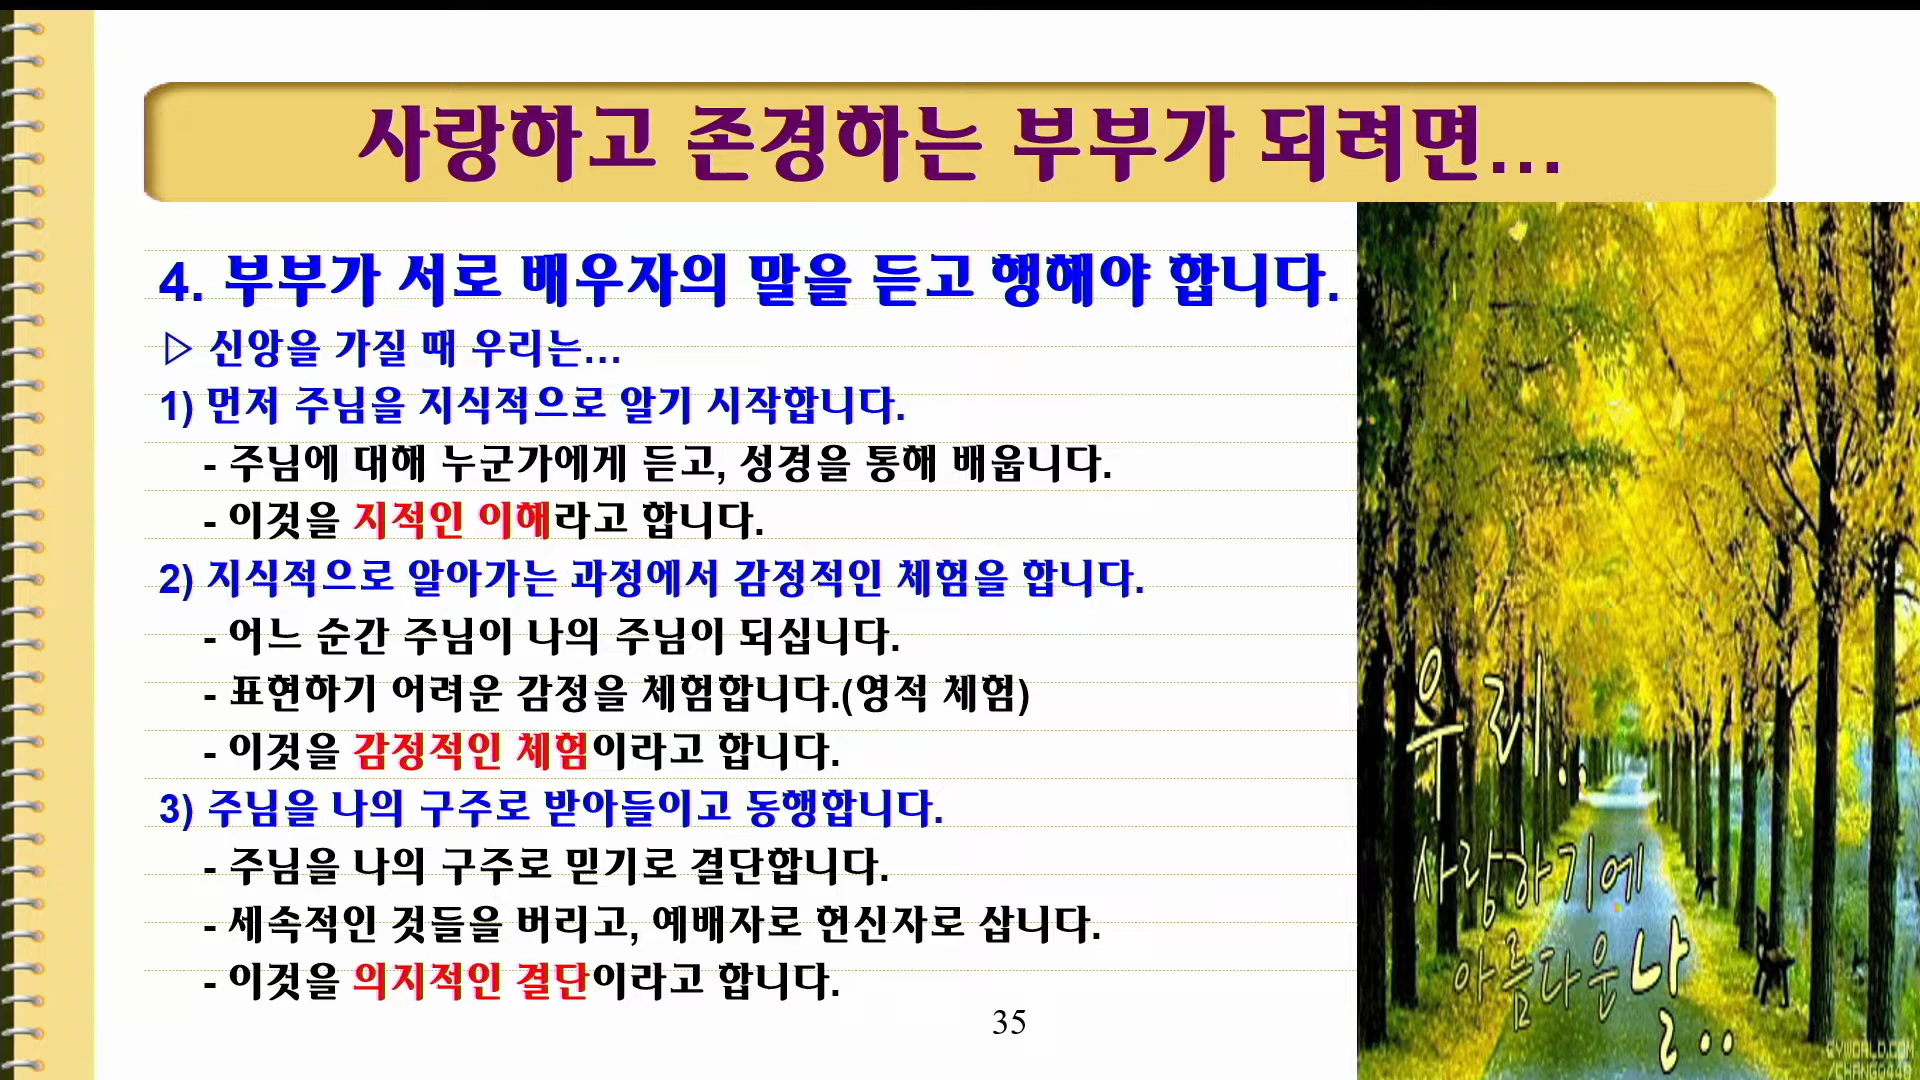 사랑하고 존경하는 부부가 되려면...
4. 부부가 서로 배우자의 말을 듣고 행해야 합니다.
▷ 신앙을 가질 때 우리는...
1) 먼저 주님을 지식적으로 알기 시작합니다.
- 주님에 대해 누군가에게 듣고, 성경을 통해 배웁니다.
- 이것을 지적인 이해라고 합니다.
2) 지식적으로 알아가는 과정에서 감정적인 체험을 합니다.
- 어느 순간 주님이 나의 주님이 되십니다.
- 표현하기 어려운 감정을 체험합니다.(영적 체험)
- 이것을 감정적인 체험이라고 합니다.
3) 주님을 나의 구주로 받아들이고 동행합니다.
- 주님을 나의 구주로 믿기로 결단합니다.
- 세속적인 것들을 버리고, 예배자로 헌신자로 삽니다.
- 이것을 의지적인 결단이라고 합니다.
35
우리..
사랑하기에
아름다운 날..
CYWORLD.COM